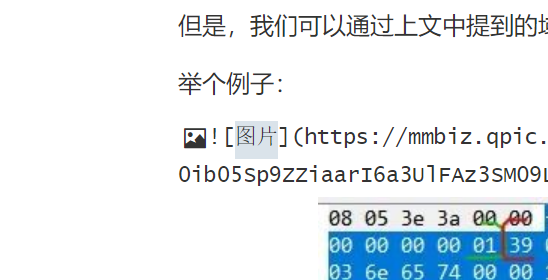 但是，我们可以通过上文中提到的
举个例子：
![图片](https://mmbiz.qpic.
0ibO5Sp9ZZiaarI6a3UlFAz3SMO9L
08 05 3e 3a 00 00
00 00 00 00 01 39
03 6e 65 74 00 00